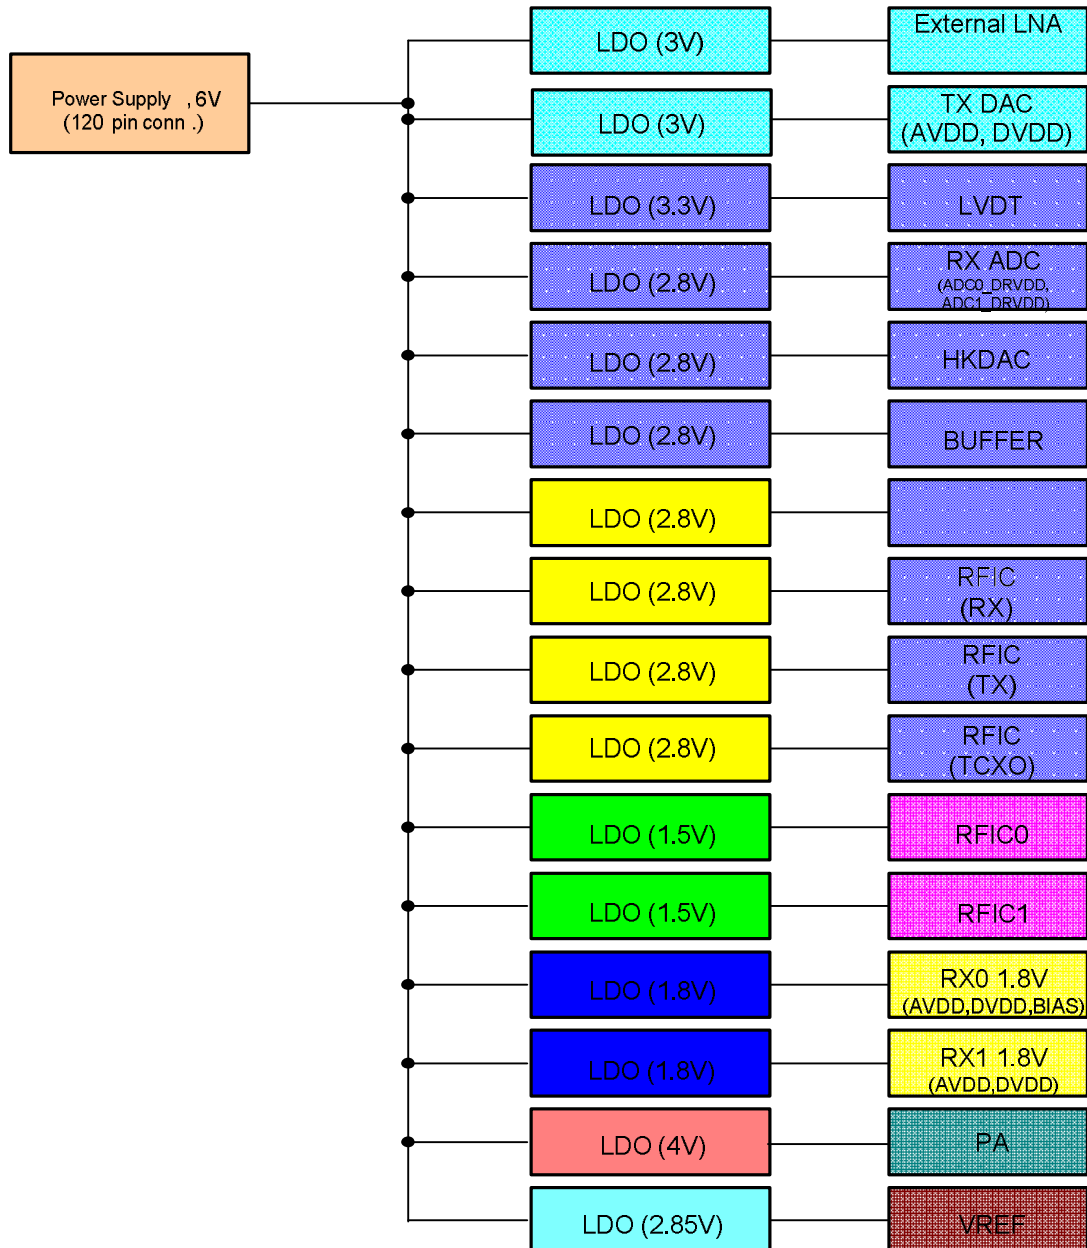 Power Supply , 6V
(120 pin conn .)
LDO (3V)
External LNA
LDO (3V)
TX DAC
(AVDD, DVDD)
LDO (3.3V)
LVDT
LDO (2.8V)
RX ADC
(ADC0_DRVDD,
ADC1_DRVDD)
LDO (2.8V)
HKDAC
LDO (2.8V)
BUFFER
LDO (2.8V)
LDO (2.8V)
RFIC
(RX)
LDO (2.8V)
RFIC
(TX)
LDO (2.8V)
RFIC
(TCXO)
LDO (1.5V)
RFIC0
LDO (1.5V)
RFIC1
LDO (1.8V)
RX0 1.8V
(AVDD,DVDD,BIAS)
LDO (1.8V)
RX1 1.8V
(AVDD,DVDD)
LDO (4V)
PA
LDO (2.85V)
VREF